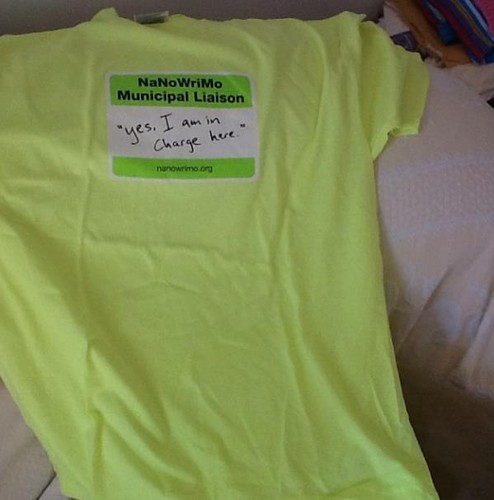 NaNoWriMo
Municipal Liaison
"yes, I am in
charge here."
nanowrimo.org